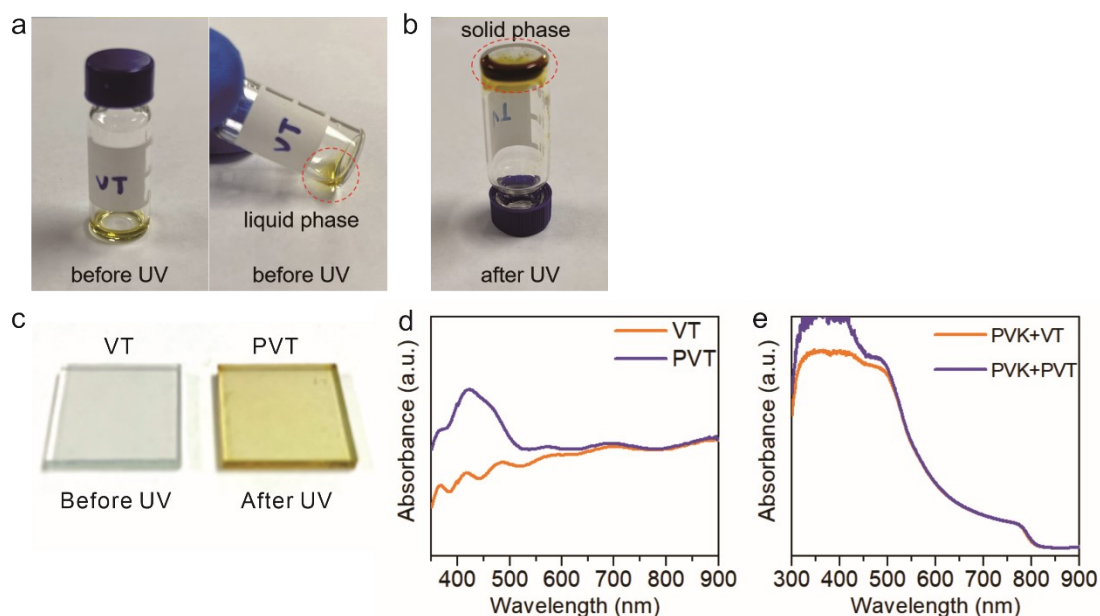 a
VT
before UV
VT
liquid phase
before UV
b
solid phase
VT
after UV
c
VT
PVT
Before UV
After UV
d
Absorbance (a.u.)
VT
PVT
400 500 600 700 800 900
Wavelength (nm)
e
Absorbance (a.u.)
PVK+VT
PVK+PVT
300 400 500 600 700 800 900
Wavelength (nm)